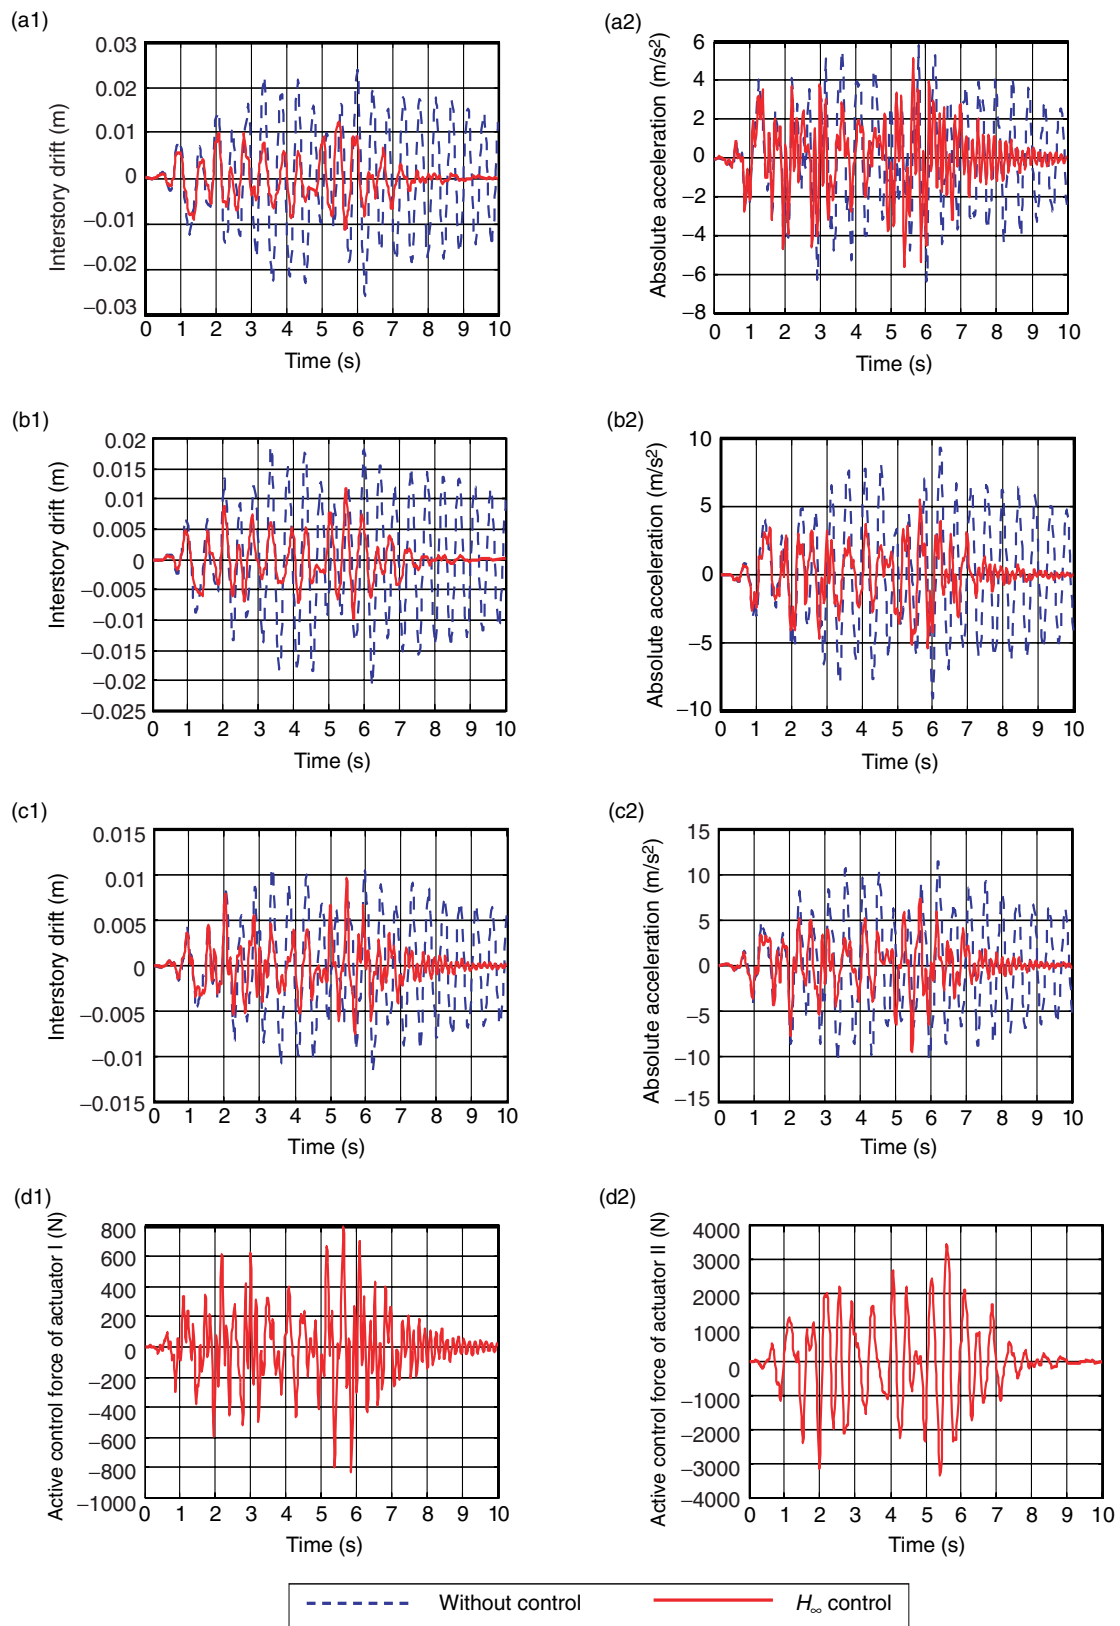 (a1)
Interstory drift (m)
0.03
0.02
0.01
0
−0.01
−0.02
−0.03
0 1 2 3 4 5 6 7 8 9 10
Time (s)
(a2)
Absolute acceleration (m/s²)
6
4
2
0
−2
−4
−6
−8
0 1 2 3 4 5 6 7 8 9 10
Time (s)
(b1)
Interstory drift (m)
0.02
0.015
0.01
0.005
0
−0.005
−0.01
−0.015
−0.02
−0.025
0 1 2 3 4 5 6 7 8 9 10
Time (s)
(b2)
Absolute acceleration (m/s²)
10
5
0
−5
−10
0 1 2 3 4 5 6 7 8 9 10
Time (s)
(c1)
Interstory drift (m)
0.015
0.01
0.005
0
−0.005
−0.01
−0.015
0 1 2 3 4 5 6 7 8 9 10
Time (s)
(c2)
Absolute acceleration (m/s²)
15
10
5
0
−5
−10
−15
0 1 2 3 4 5 6 7 8 9 10
Time (s)
(d1)
Active control force of actuator I (N)
800
600
400
200
0
−200
−400
−600
−800
−1000
0 1 2 3 4 5 6 7 8 9 10
Time (s)
(d2)
Active control force of actuator II (N)
4000
3000
2000
1000
0
−1000
−2000
−3000
−4000
0 1 2 3 4 5 6 7 8 9 10
Time (s)
Without control
H∞ control